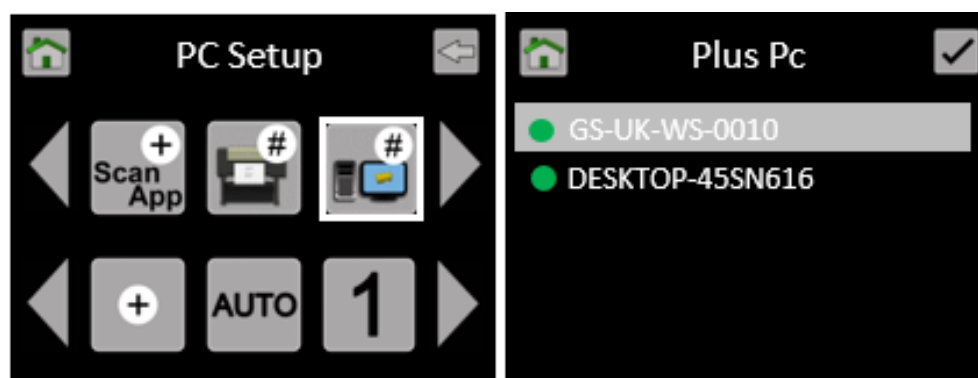 PC Setup
+
Scan
App
#
#
+
AUTO
1
Plus Pc
GS-UK-WS-0010
DESKTOP-45SN616